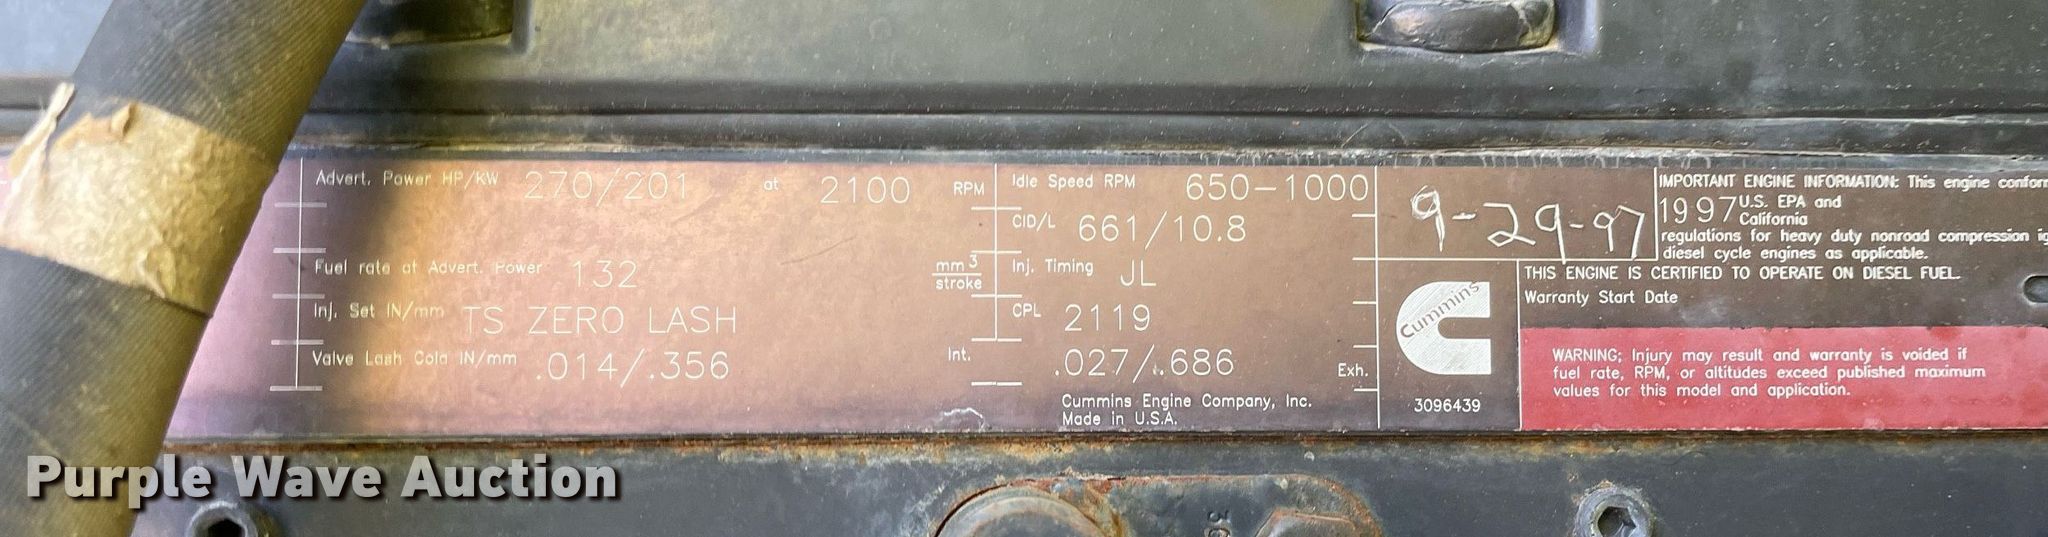 Advert. Power HP/KW 270/201 at 2100 RPM
Fuel rate at Advert. Power 132 mm3 stroke
Inj. Set IN/mm TS ZERO LASH
Valve Lash Cold IN/mm .014/.356 Int.
Idle Speed RPM 650-1000
CID/L 661/10.8
Inj. Timing JL
CPL 2119
.027/.686 Exh.
Cummins Engine Company, Inc.
Made in U.S.A.
9-29-97
Cummins
3096439
IMPORTANT ENGINE INFORMATION: This engine conform
1997 U.S. EPA and
California
regulations for heavy duty nonroad compression ig
diesel cycle engines as applicable.
THIS ENGINE IS CERTIFIED TO OPERATE ON DIESEL FUEL.
Warranty Start Date
WARNING; Injury may result and warranty is voided if
fuel rate, RPM, or altitudes exceed published maximum
values for this model and application.
Purple Wave Auction